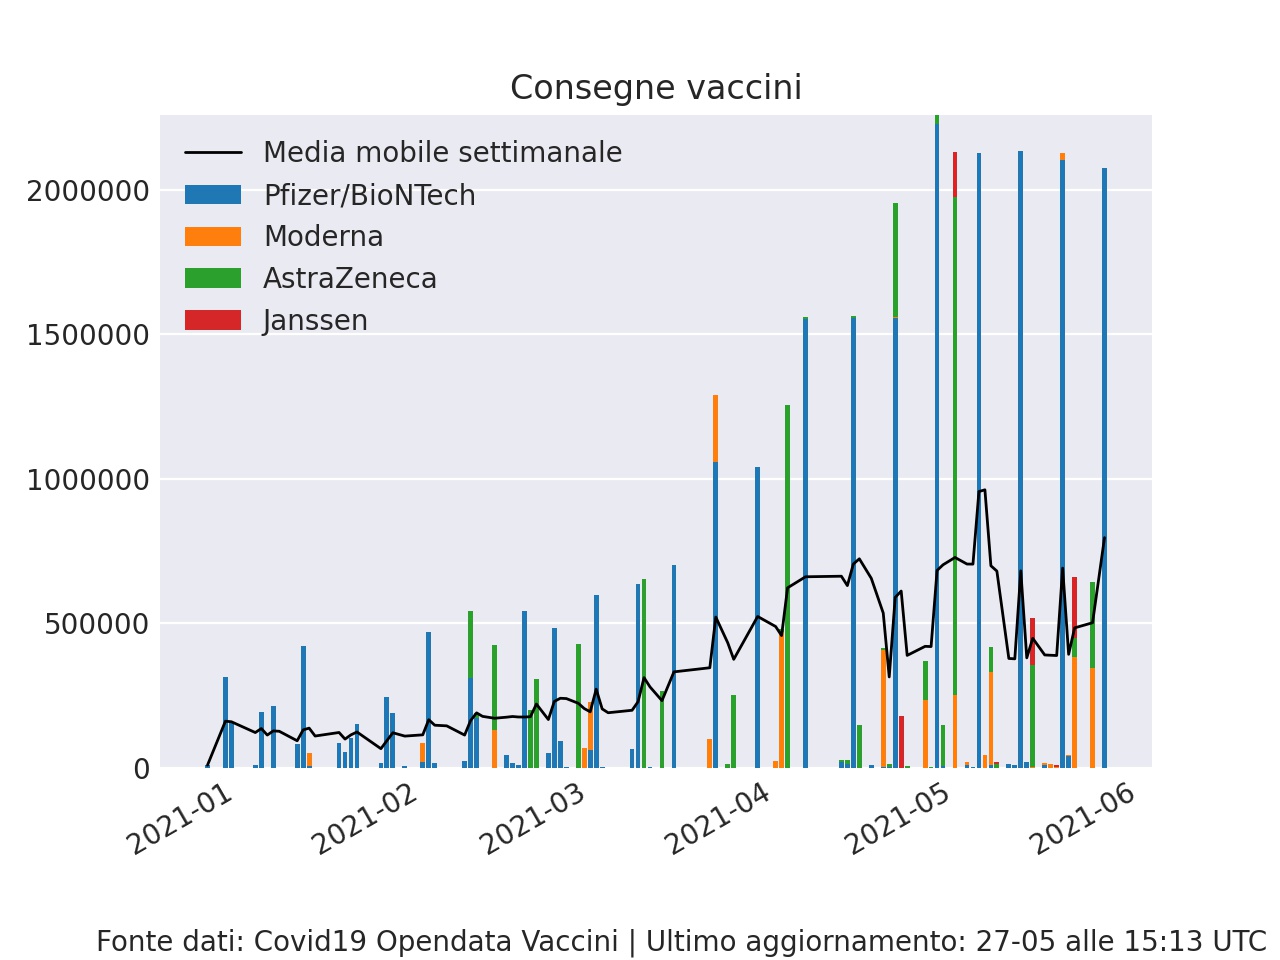 Consegne vaccini
Media mobile settimanale
Pfizer/BioNTech
Moderna
AstraZeneca
Janssen
2000000
1500000
1000000
500000
0
2021-01
2021-02
2021-03
2021-04
2021-05
2021-06
Fonte dati: Covid19 Opendata Vaccini | Ultimo aggiornamento: 27-05 alle 15:13 UTC